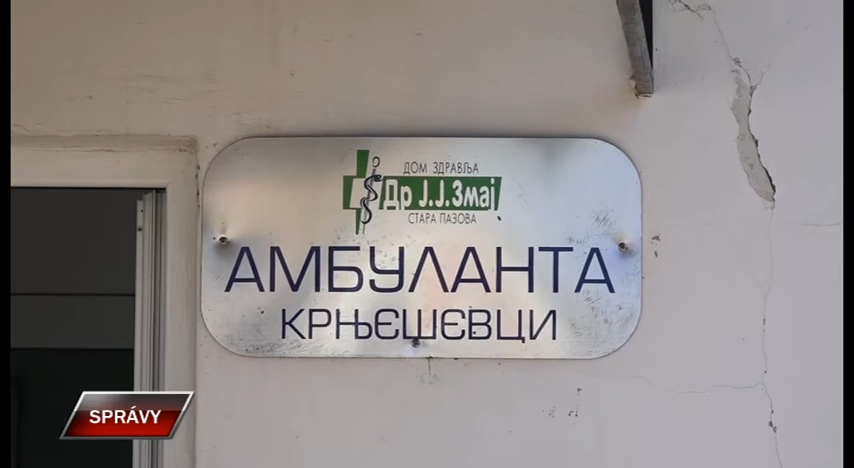 ДОМ ЗДРАВЉА
Др Ј.Ј.Змај
СТАРА ПАЗОВА
АМБУЛАНТА
КРЊЕШЕВЦИ
SPRÁVY